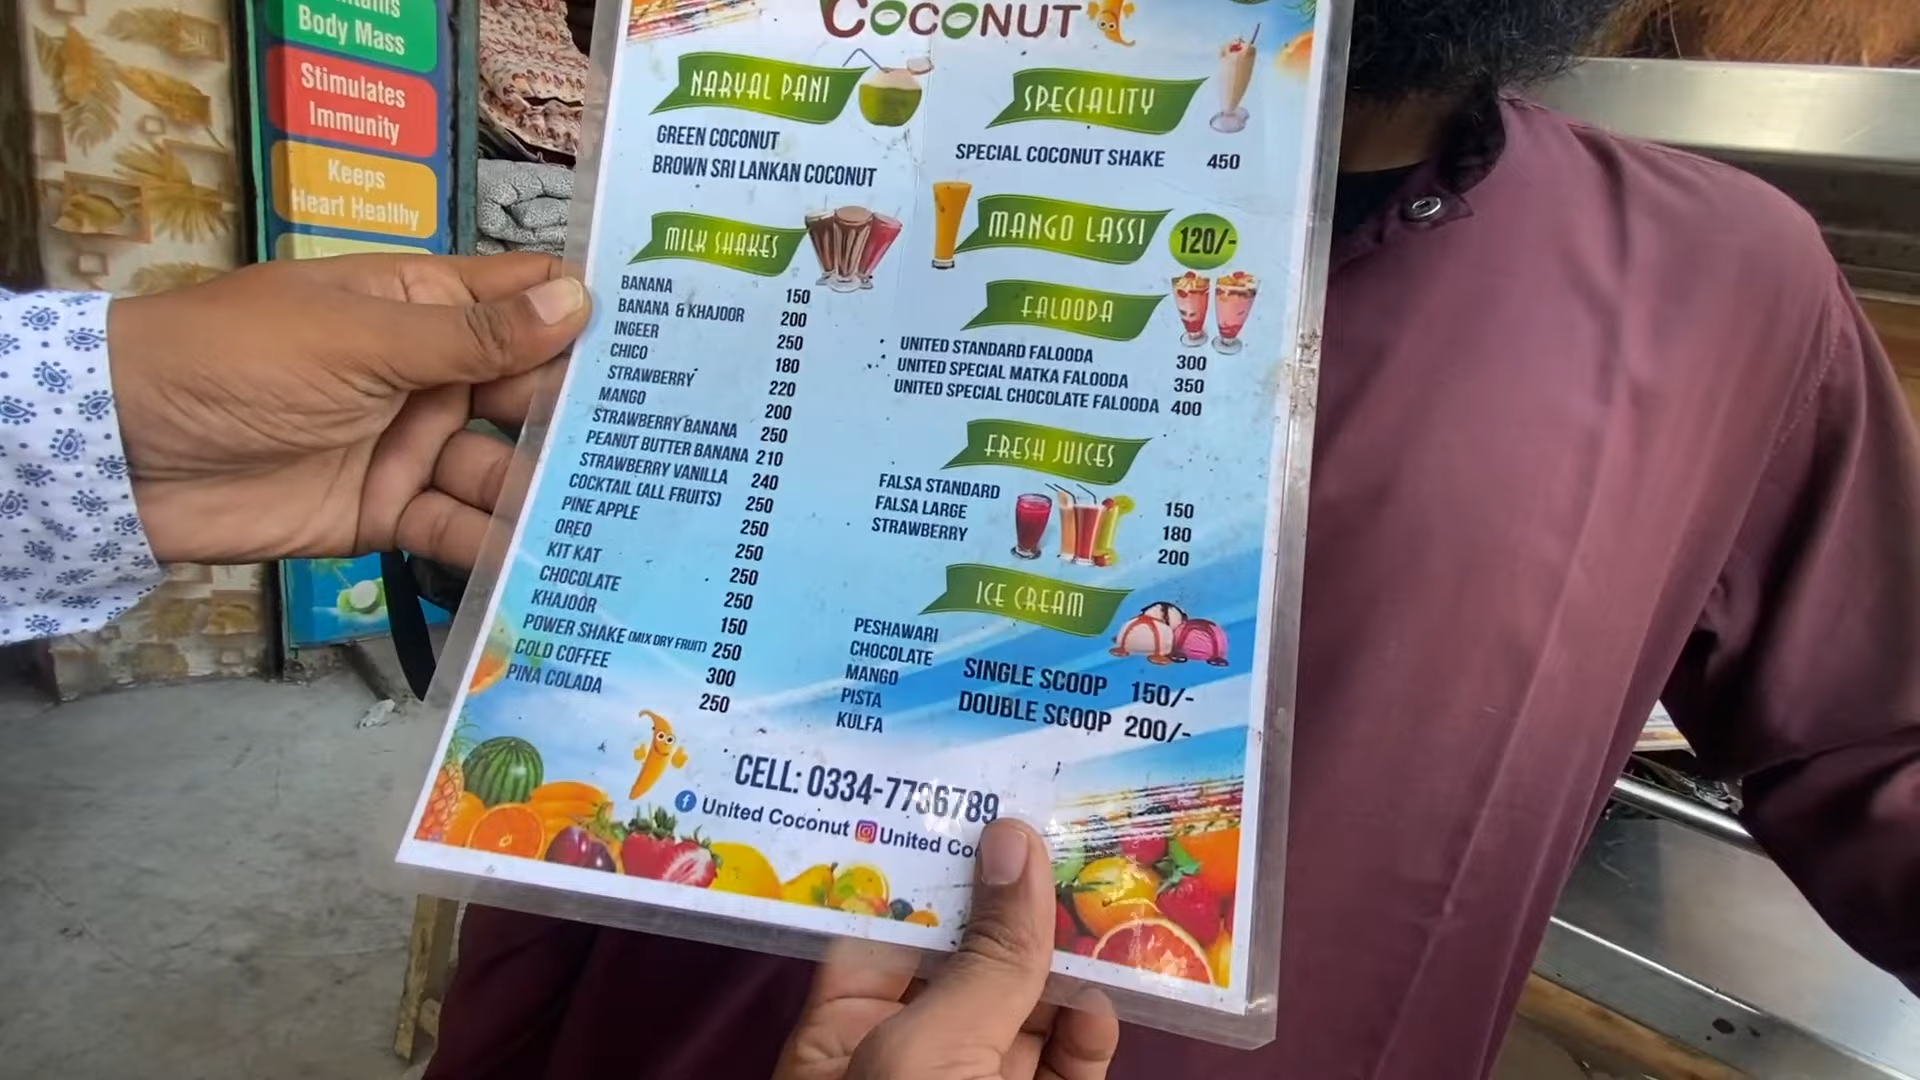 Body Mass
Stimulates
Immunity
Keeps
Heart Healthy
COCONUT
NARYAL PANI
GREEN COCONUT
BROWN SRI LANKAN COCONUT
MILK SHAKES
BANANA 150
BANANA & KHAJOOR 200
INGEER 250
CHICO 180
STRAWBERRY 220
MANGO 200
STRAWBERRY BANANA 250
PEANUT BUTTER BANANA 210
STRAWBERRY VANILLA 240
COCKTAIL (ALL FRUITS) 250
PINE APPLE 250
OREO 250
KIT KAT 250
CHOCOLATE 250
KHAJOOR 150
POWER SHAKE (MIX DRY FRUIT) 250
COLD COFFEE 300
PINA COLADA 250
SPECIALITY
SPECIAL COCONUT SHAKE 450
MANGO LASSI 120/-
FALOODA
UNITED STANDARD FALOODA 300
UNITED SPECIAL MATKA FALOODA 350
UNITED SPECIAL CHOCOLATE FALOODA 400
FRESH JUICES
FALSA STANDARD 150
FALSA LARGE 180
STRAWBERRY 200
ICE CREAM
PESHAWARI
CHOCOLATE
MANGO
PISTA
KULFA
SINGLE SCOOP 150/-
DOUBLE SCOOP 200/-
CELL: 0334-7786789
United Coconut United Co